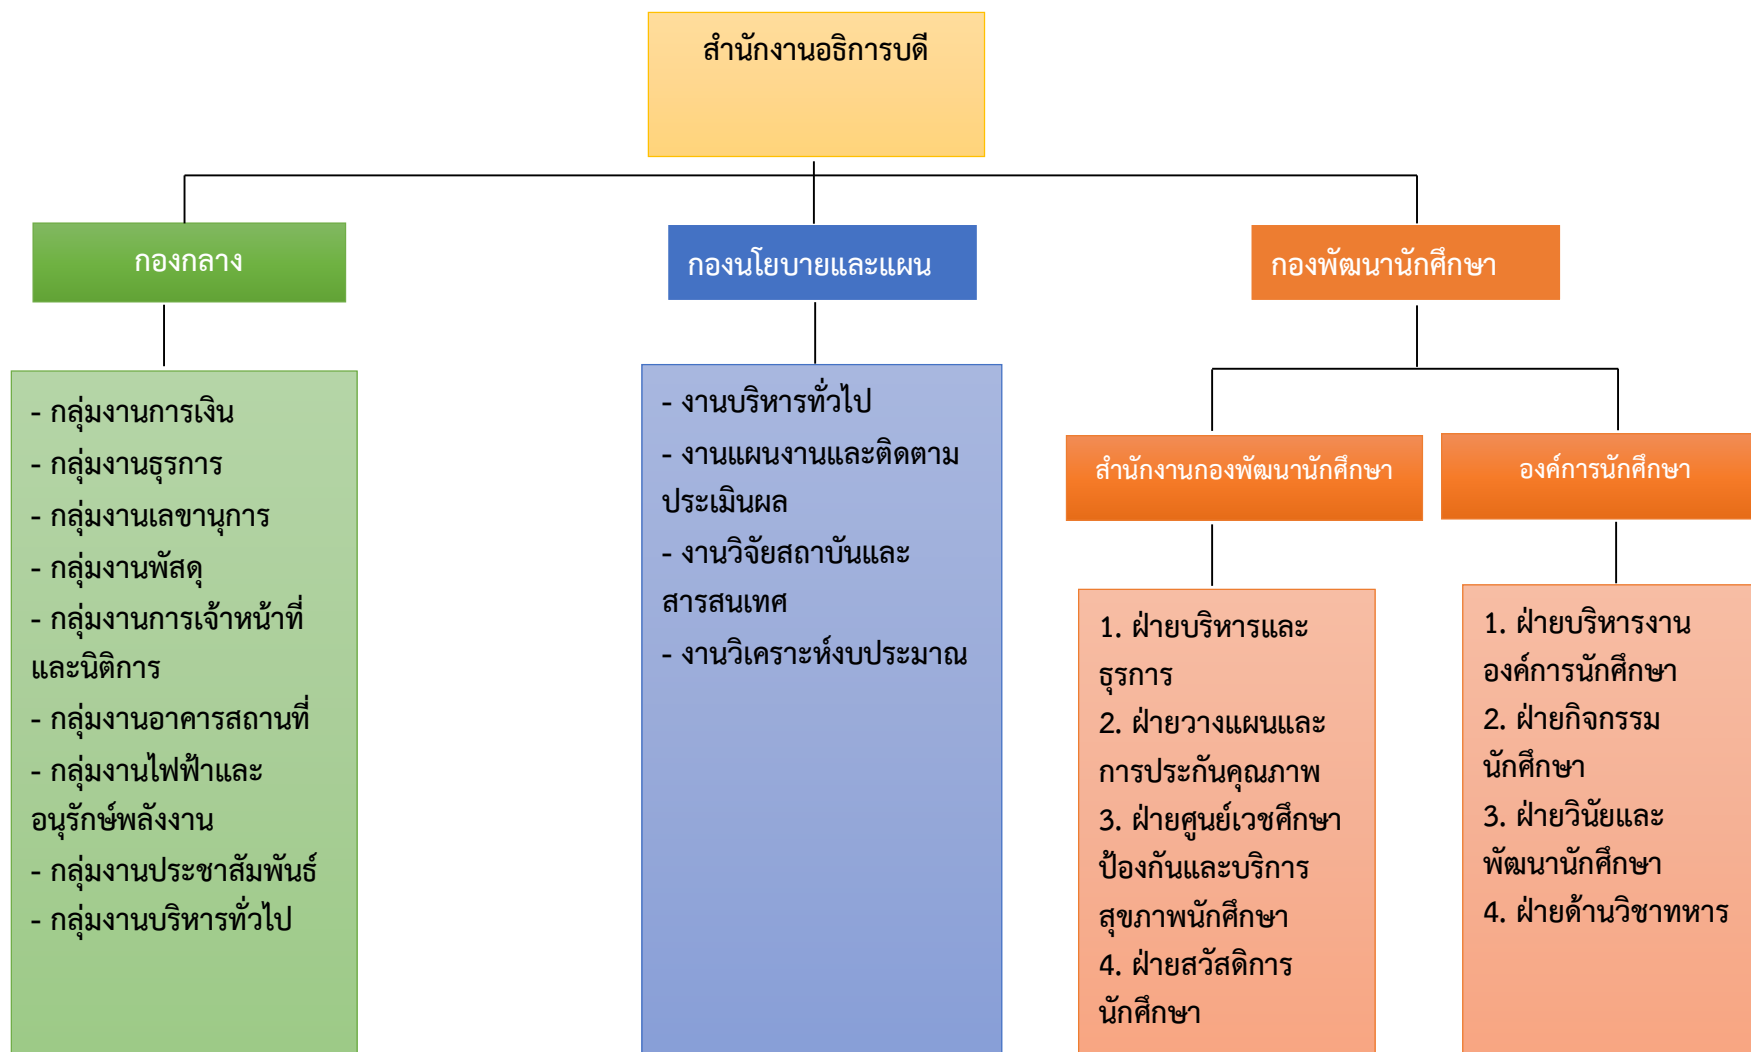 สำนักงานอธิการบดี
กองกลาง
กองนโยบายและแผน
กองพัฒนานักศึกษา
- กลุ่มงานการเงิน
- กลุ่มงานธุรการ
- กลุ่มงานเลขานุการ
- กลุ่มงานพัสดุ
- กลุ่มงานการเจ้าหน้าที่
และนิติการ
- กลุ่มงานอาคารสถานที่
- กลุ่มงานไฟฟ้าและ
อนุรักษ์พลังงาน
- กลุ่มงานประชาสัมพันธ์
- กลุ่มงานบริหารทั่วไป
- งานบริหารทั่วไป
- งานแผนงานและติดตาม
ประเมินผล
- งานวิจัยสถาบันและ
สารสนเทศ
- งานวิเคราะห์งบประมาณ
สำนักงานกองพัฒนานักศึกษา
องค์การนักศึกษา
1. ฝ่ายบริหารและ
ธุรการ
2. ฝ่ายวางแผนและ
การประกันคุณภาพ
3. ฝ่ายศูนย์เวชศึกษา
ป้องกันและบริการ
สุขภาพนักศึกษา
4. ฝ่ายสวัสดิการ
นักศึกษา
1. ฝ่ายบริหารงาน
องค์การนักศึกษา
2. ฝ่ายกิจกรรม
นักศึกษา
3. ฝ่ายวินัยและ
พัฒนานักศึกษา
4. ฝ่ายด้านวิชาทหาร